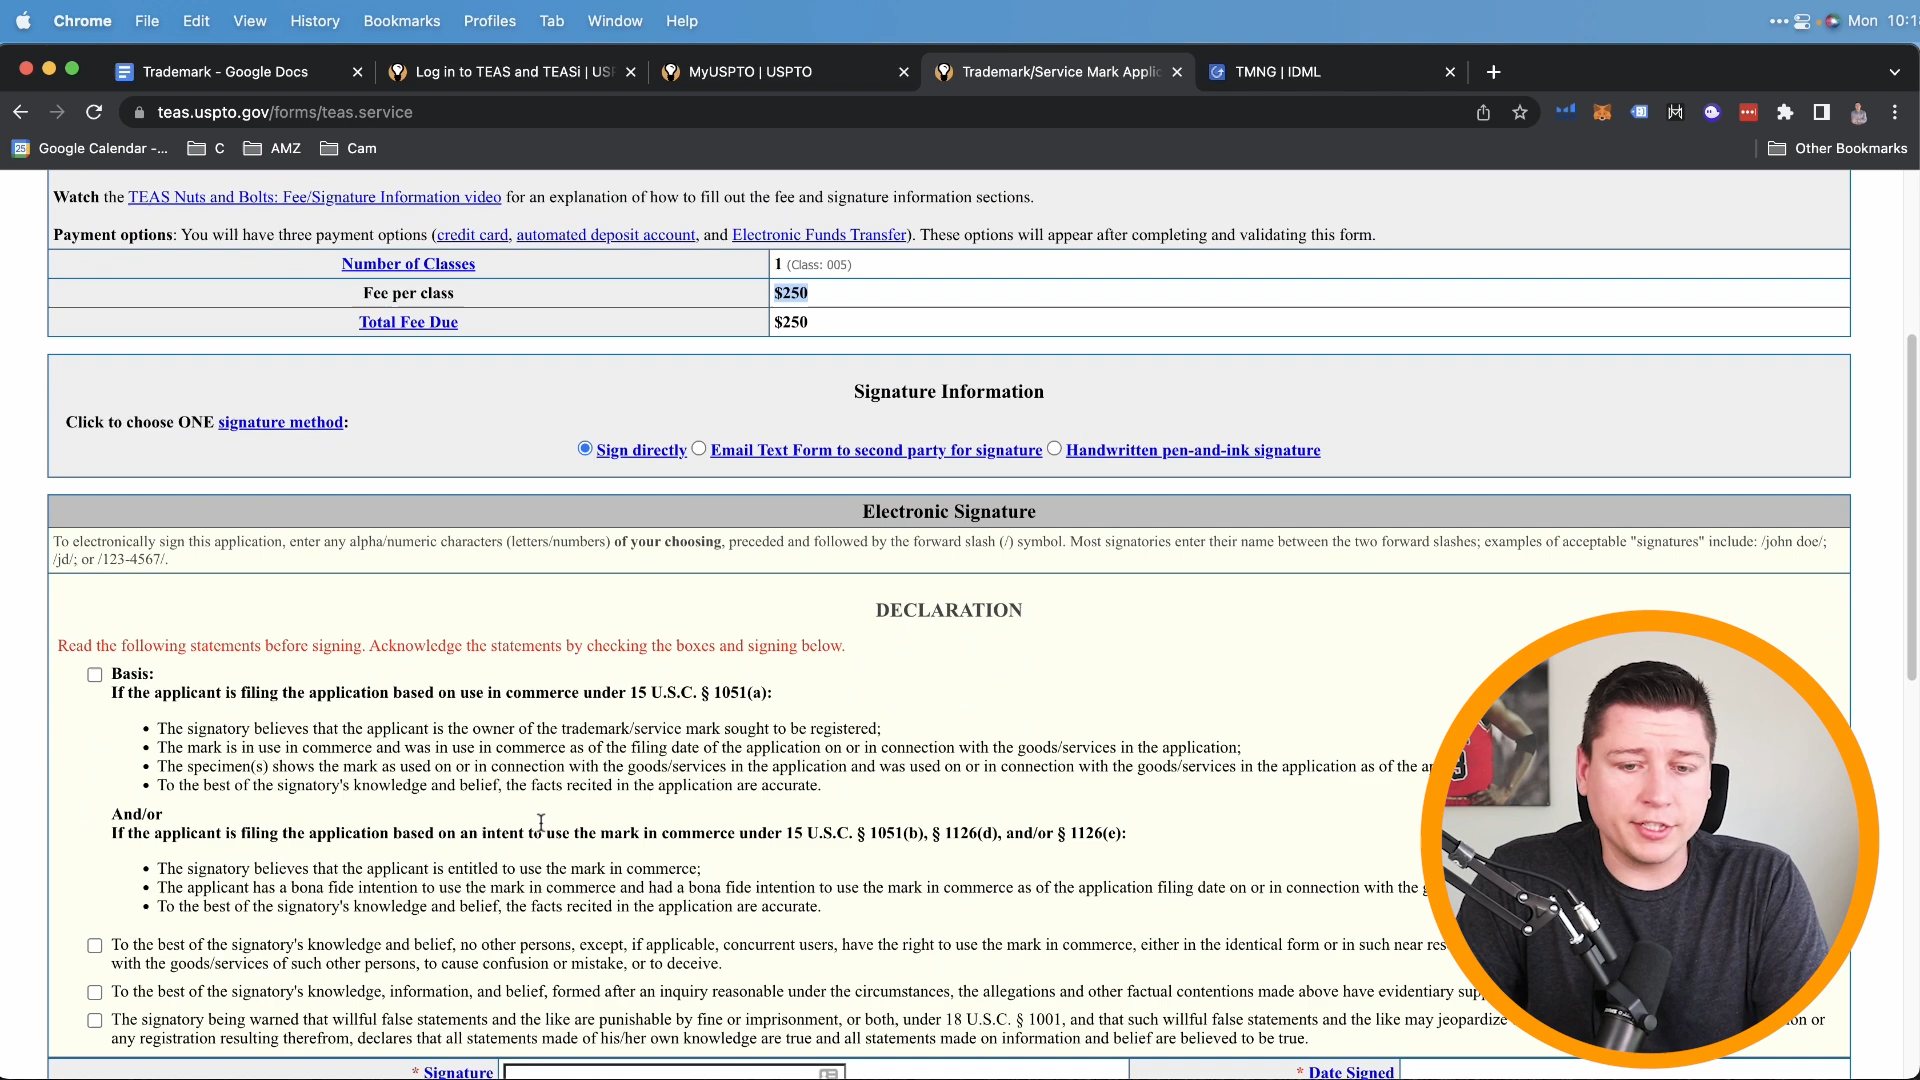 Chrome File Edit View History Bookmarks Profiles Tab Window Help Mon
Trademark - Google Docs Log in to TEAS and TEASi | MyUSPTO | USPTO Trademark/Service Mark TMNG | IDML
teas.uspto.gov/forms/teas.service
25 Google Calendar -... C AMZ Cam Other Bookmarks
Watch the TEAS Nuts and Bolts: Fee/Signature Information video for an explanation of how to fill out the fee and signature information sections.
Payment options: You will have three payment options (credit card, automated deposit account, and Electronic Funds Transfer). These options will appear after completing and validating this form.
Number of Classes 1 (Class: 005)
Fee per class $250
Total Fee Due $250
Signature Information
Click to choose ONE signature method:
Sign directly Email Text Form to second party for signature Handwritten pen-and-ink signature
Electronic Signature
To electronically sign this application, enter any alpha/numeric characters (letters/numbers) of your choosing, preceded and followed by the forward slash (/) symbol. Most signatories enter their name between the two forward slashes; examples of acceptable "signatures" include: /john doe/;
/jd/; or /123-4567/.
DECLARATION
Read the following statements before signing. Acknowledge the statements by checking the boxes and signing below.
Basis:
If the applicant is filing the application based on use in commerce under 15 U.S.C. § 1051(a):
• The signatory believes that the applicant is the owner of the trademark/service mark sought to be registered;
• The mark is in use in commerce and was in use in commerce as of the filing date of the application on or in connection with the goods/services in the application;
• The specimen(s) shows the mark as used on or in connection with the goods/services in the application and was used on or in connection with the goods/services in the application as of the
• To the best of the signatory's knowledge and belief, the facts recited in the application are accurate.
And/or
If the applicant is filing the application based on an intent to use the mark in commerce under 15 U.S.C. § 1051(b), § 1126(d), and/or § 1126(e):
• The signatory believes that the applicant is entitled to use the mark in commerce;
• The applicant has a bona fide intention to use the mark in commerce and had a bona fide intention to use the mark in commerce as of the application filing date on or in connection with the
• To the best of the signatory's knowledge and belief, the facts recited in the application are accurate.
To the best of the signatory's knowledge and belief, no other persons, except, if applicable, concurrent users, have the right to use the mark in commerce, either in the identical form or in such near
with the goods/services of such other persons, to cause confusion or mistake, or to deceive.
To the best of the signatory's knowledge, information, and belief, formed after an inquiry reasonable under the circumstances, the allegations and other factual contentions made above have evidentiary
The signatory being warned that willful false statements and the like are punishable by fine or imprisonment, or both, under 18 U.S.C. § 1001, and that such willful false statements and the like may jeopardize or
any registration resulting therefrom, declares that all statements made of his/her own knowledge are true and all statements made on information and belief are believed to be true.
* Signature * Date Signed